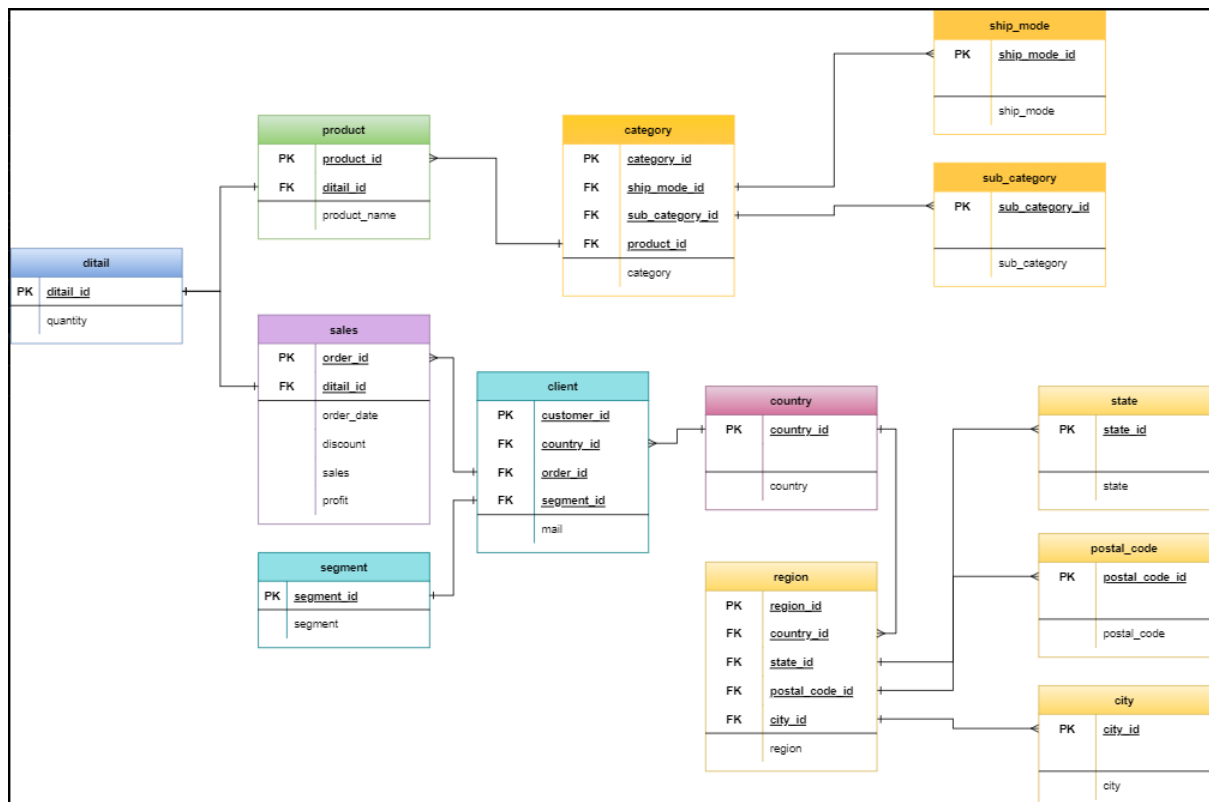 ship_mode
PK ship_mode_id
ship_mode
product
PK product_id
FK ditail_id
product_name
category
PK category_id
FK ship_mode_id
FK sub_category_id
FK product_id
category
sub_category
PK sub_category_id
sub_category
ditail
PK ditail_id
quantity
sales
PK order_id
FK ditail_id
order_date
discount
sales
profit
client
PK customer_id
FK country_id
FK order_id
FK segment_id
mail
country
PK country_id
country
state
PK state_id
state
segment
PK segment_id
segment
region
PK region_id
FK country_id
FK state_id
FK postal_code_id
FK city_id
region
postal_code
PK postal_code_id
postal_code
city
PK city_id
city